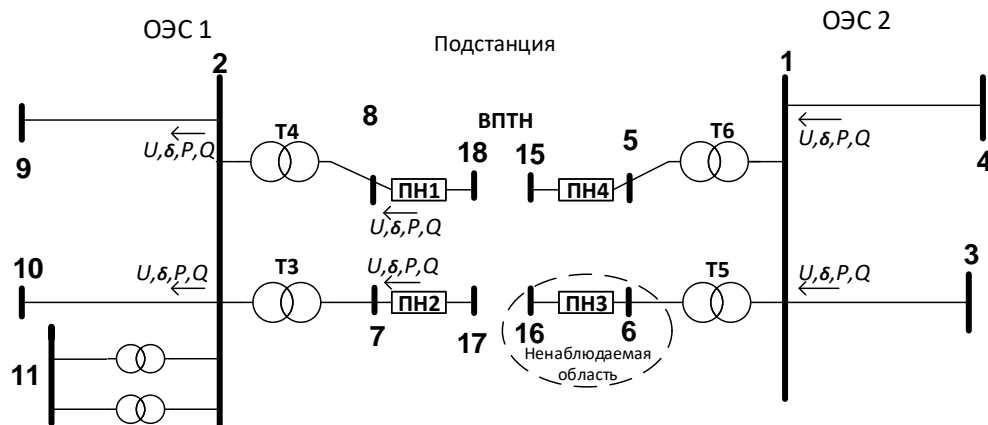 ОЭС 1
Подстанция
ОЭС 2
2
1
8
ВПТН
T4
T6
U,δ,P,Q
18
15
5
U,δ,P,Q
9
4
ПН1
ПН4
U,δ,P,Q
10
3
U,δ,P,Q
T3
U,δ,P,Q
T5
U,δ,P,Q
ПН2
ПН3
7
17
16
6
Ненаблюдаемая
область
11